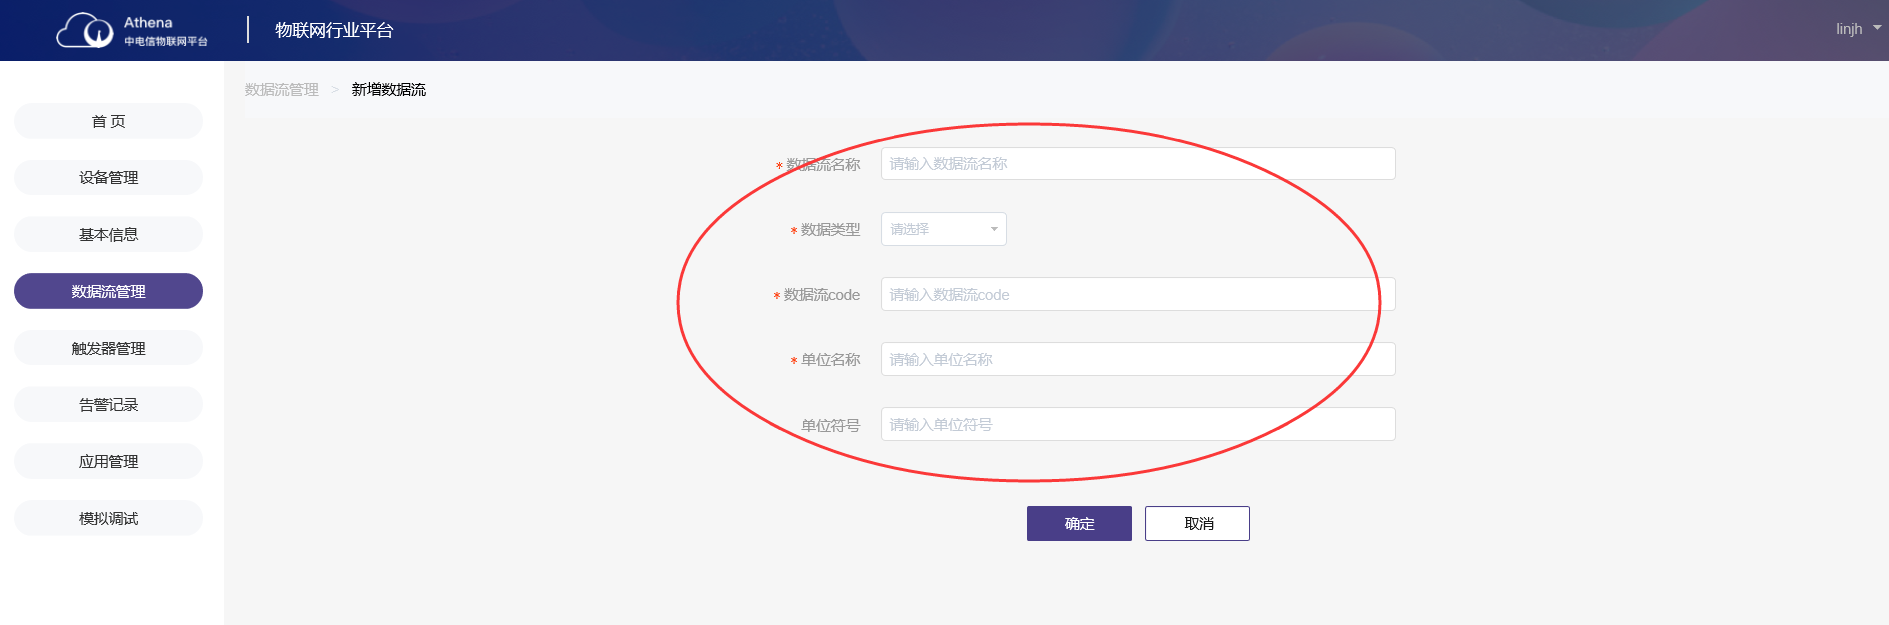 Athena
中电信物联网平台
物联网行业平台
linjh
首 页
设备管理
基本信息
数据流管理
触发器管理
告警记录
应用管理
模拟调试
数据流管理 > 新增数据流
* 数据流名称 请输入数据流名称
* 数据类型 请选择
* 数据流code 请输入数据流code
* 单位名称 请输入单位名称
单位符号 请输入单位符号
确定 取消